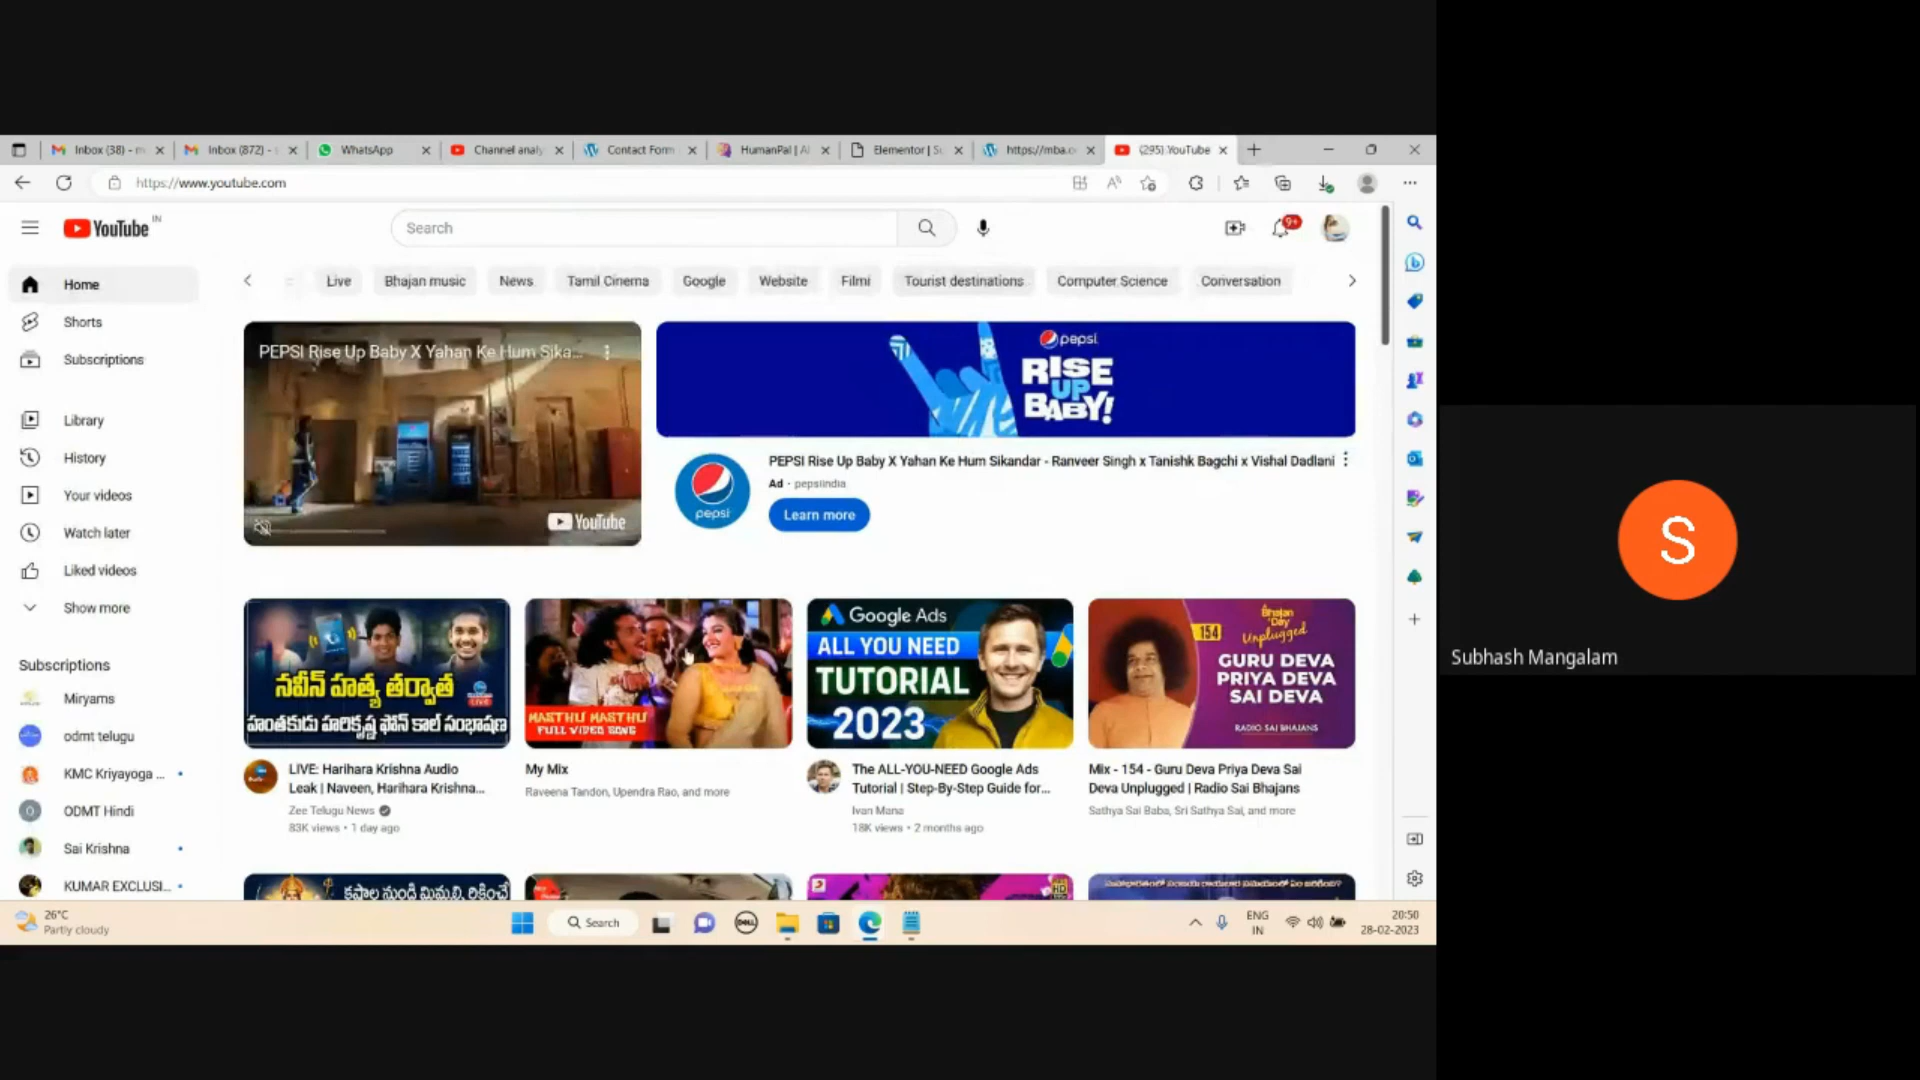 Inbox (38) - m
Inbox (872) -
WhatsApp
Channel analy
Contact Form
HumanPal | AI
Elementor | Su
https://mba.o
(295) YouTube
https://www.youtube.com
YouTube IN
Search
9+
Live
Bhajan music
News
Tamil Cinema
Google
Website
Filmi
Tourist destinations
Computer Science
Conversation
Home
Shorts
Subscriptions
Library
History
Your videos
Watch later
Liked videos
Show more
Subscriptions
Miryams
odmt telugu
KMC Kriyayoga ...
ODMT Hindi
Sai Krishna
KUMAR EXCLUSI...
PEPSI Rise Up Baby X Yahan Ke Hum Sika...
YouTube
pepsi
RISE
UP
BABY!
pepsi
PEPSI Rise Up Baby X Yahan Ke Hum Sikandar - Ranveer Singh x Tanishk Bagchi x Vishal Dadlani
Ad · pepsiindia
Learn more
నవీన్ హత్య తర్వాత
హంతకుడు హరికృష్ణ ఫోన్ కాల్ సంభాషణ
LIVE: Harihara Krishna Audio
Leak | Naveen, Harihara Krishna...
Zee Telugu News
83K views • 1 day ago
MASTHU MASTHU
FULL VIDEO SONG
My Mix
Raveena Tandon, Upendra Rao, and more
Google Ads
ALL YOU NEED
TUTORIAL
2023
The ALL-YOU-NEED Google Ads
Tutorial | Step-By-Step Guide for...
Ivan Mana
18K views • 2 months ago
154
Bhajan
Day
Unplugged
GURU DEVA
PRIYA DEVA
SAI DEVA
RADIO SAI BHAJANS
Mix - 154 - Guru Deva Priya Deva Sai
Deva Unplugged | Radio Sai Bhajans
Sathya Sai Baba, Sri Sathya Sai, and more
HD
26°C
Partly cloudy
Search
DELL
ENG
IN
20:50
28-02-2023
S
Subhash Mangalam